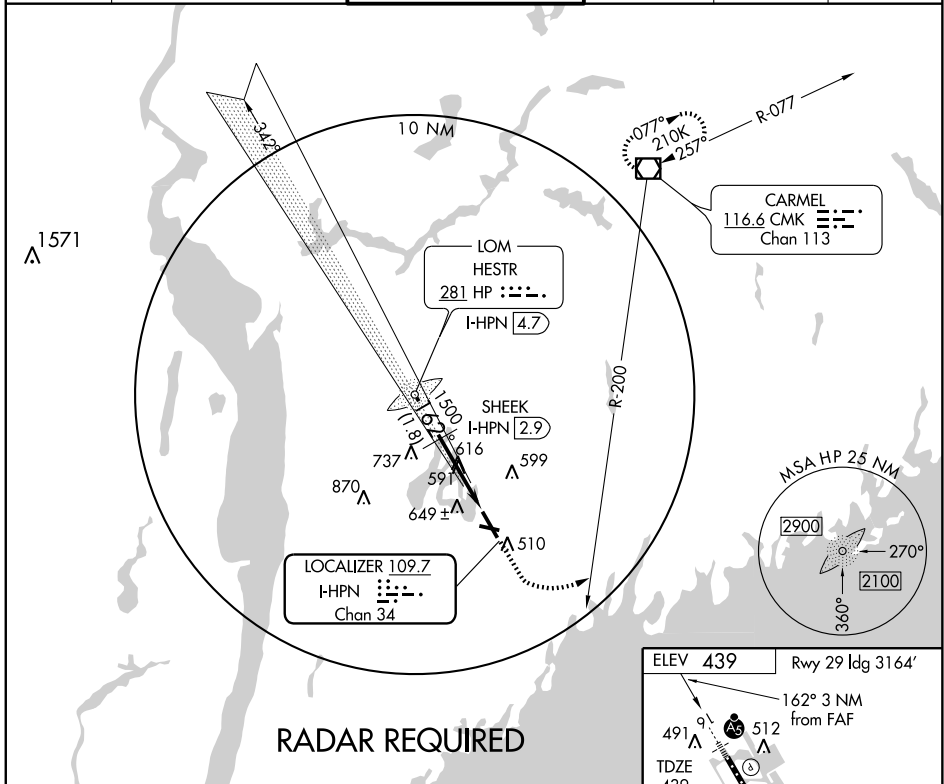 342°
10 NM
077°
210K
257°
R-077
CARMEL
116.6 CMK
Chan 113
1571
LOM
HESTR
281 HP
I-HPN 4.7
R-200
1500
162°
(1.8)
SHEEK
I-HPN 2.9
616
737
591
599
870
649 ±
510
LOCALIZER 109.7
I-HPN
Chan 34
MSA HP 25 NM
2900
270°
2100
360°
RADAR REQUIRED
ELEV 439
Rwy 29 ldg 3164'
162° 3 NM
from FAF
491
16
A5
512
TDZE